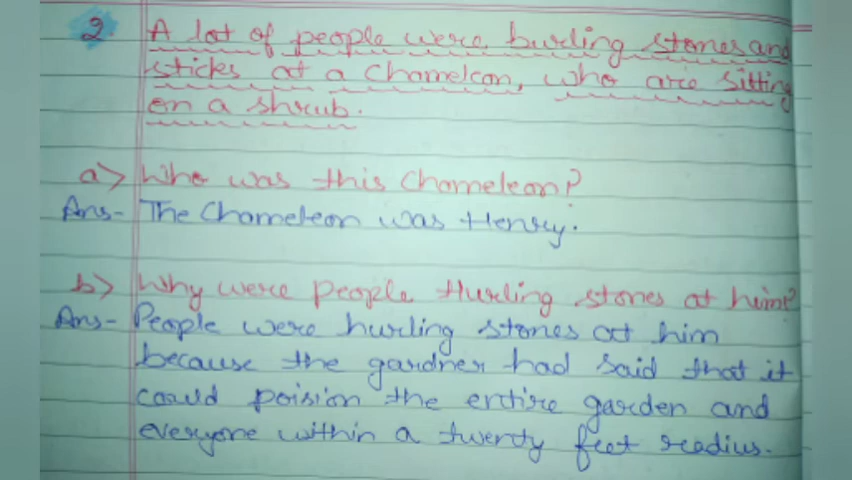 2 A lot of people were hurling stones and
sticks at a Chameleon, who are sitting
on a shrub.
a> Who was this Chameleon?
Ans- The Chameleon was Henry.
b> Why were people Hurling stones at him?
Ans- People were hurling stones at him
because the gardner had said that it
could poision the entire garden and
everyone within a twenty feet readius.